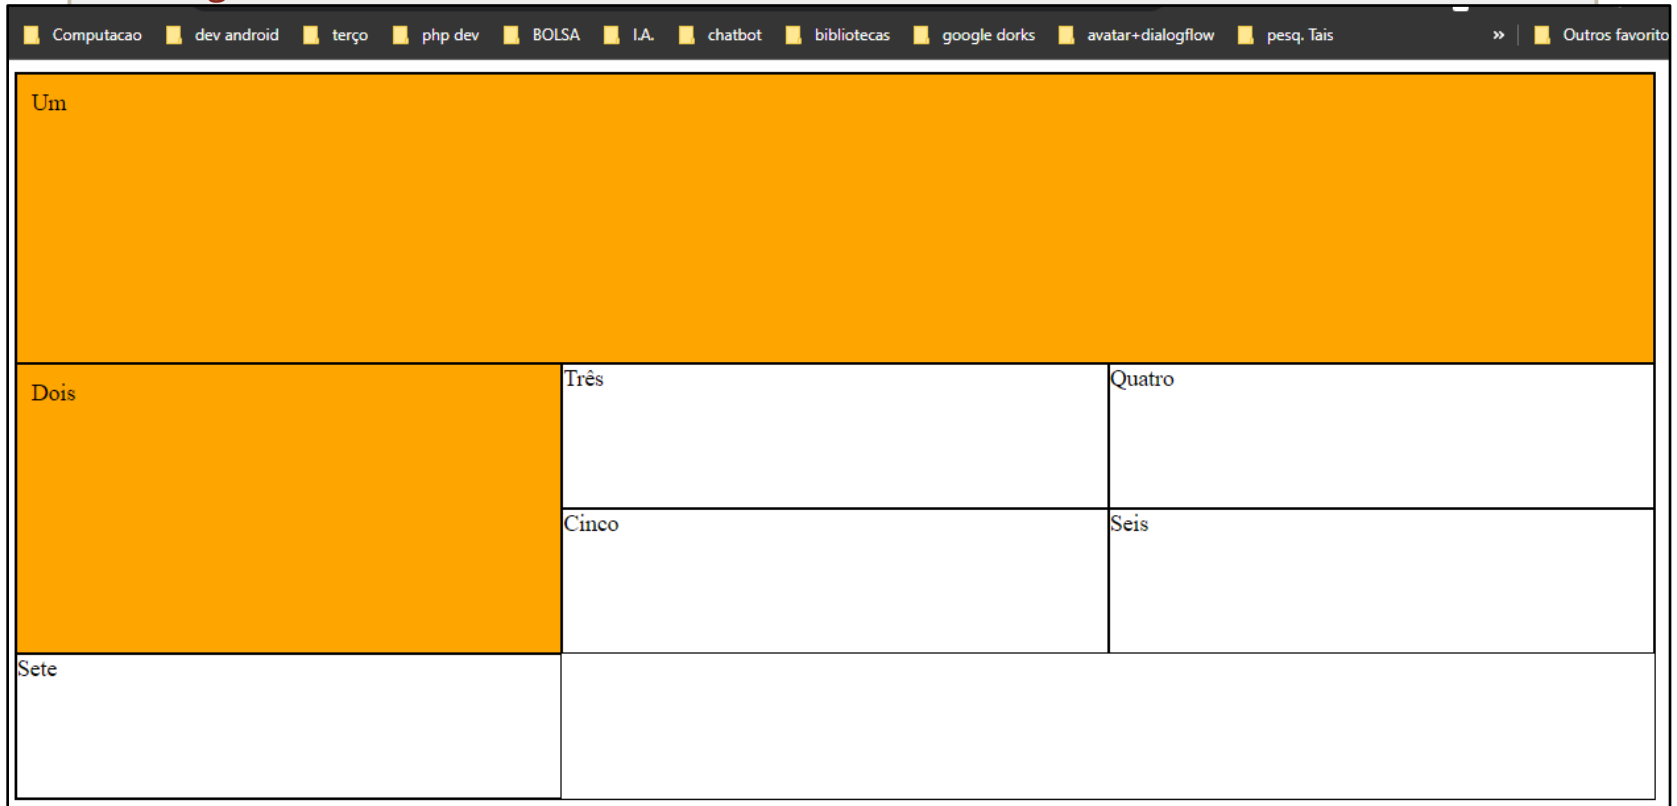 Computacao dev android terço php dev BOLSA I.A. chatbot bibliotecas google dorks avatar+dialogflow pesq. Tais » Outros favorito
Um
Dois
Três
Quatro
Cinco
Seis
Sete